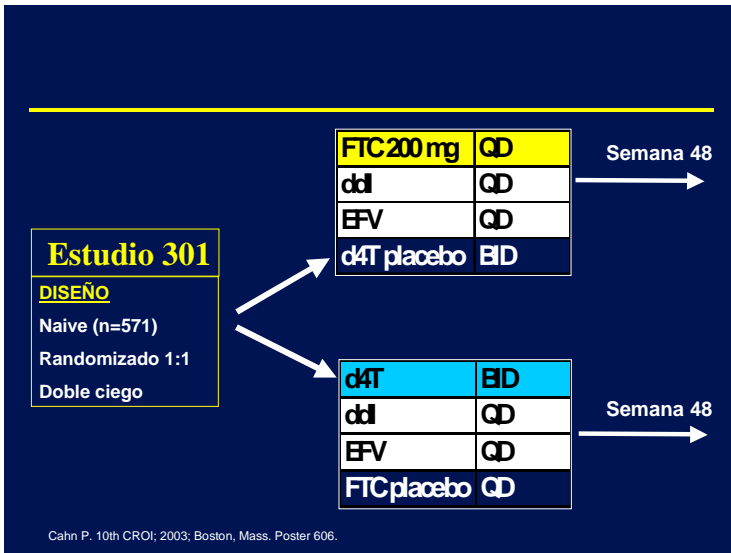 FTC 200 mg QD
ddI QD
EFV QD
d4T placebo BID
Semana 48
Estudio 301
DISEÑO
Naive (n=571)
Randomizado 1:1
Doble ciego
d4T BID
ddI QD
EFV QD
FTC placebo QD
Semana 48
Cahn P. 10th CROI; 2003; Boston, Mass. Poster 606.